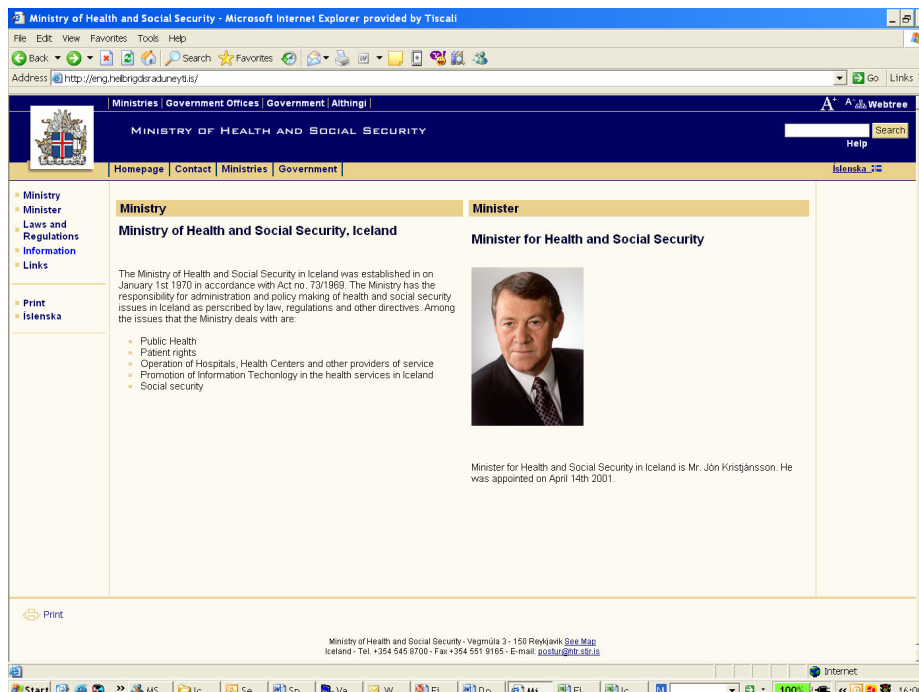 Ministry of Health and Social Security - Microsoft Internet Explorer provided by Tiscali
File Edit View Favorites Tools Help
Back Search Favorites
Address http://eng.heilbrigdisraduneyti.is/ Go Links
Ministries | Government Offices | Government | Althingi |
A+ A- Webtree
MINISTRY OF HEALTH AND SOCIAL SECURITY
Search
Help
Homepage | Contact | Ministries | Government |
Íslenska
Ministry
Minister
Laws and
Regulations
Information
Links
Print
Íslenska
Ministry
Ministry of Health and Social Security, Iceland
The Ministry of Health and Social Security in Iceland was established in on
January 1st 1970 in accordance with Act no. 73/1969. The Ministry has the
responsibility for administration and policy making of health and social security
issues in Iceland as perscribed by law, regulations and other directives. Among
the issues that the Ministry deals with are:
Public Health
Patient rights
Operation of Hospitals, Health Centers and other providers of service
Promotion of Information Techonlogy in the health services in Iceland
Social security
Minister
Minister for Health and Social Security
Minister for Health and Social Security in Iceland is Mr. Jón Kristjánsson. He
was appointed on April 14th 2001.
Print
Ministry of Health and Social Security - Vegmúla 3 - 150 Reykjavik See Map
Iceland - Tel. +354 545 8700 - Fax +354 551 9165 - E-mail: postur@htr.stjr.is
Internet
Start
100%